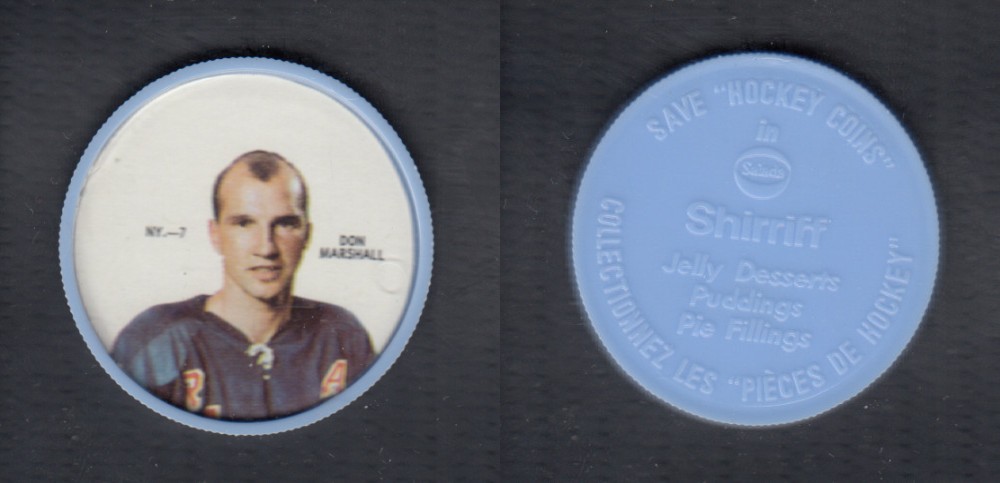 NY.—7
DON
MARSHALL
R
A
SAVE "HOCKEY COINS"
in
Salada
Shirriff
Jelly Desserts
Puddings
Pie Fillings
COLLECTIONNEZ LES "PIÈCES DE HOCKEY"